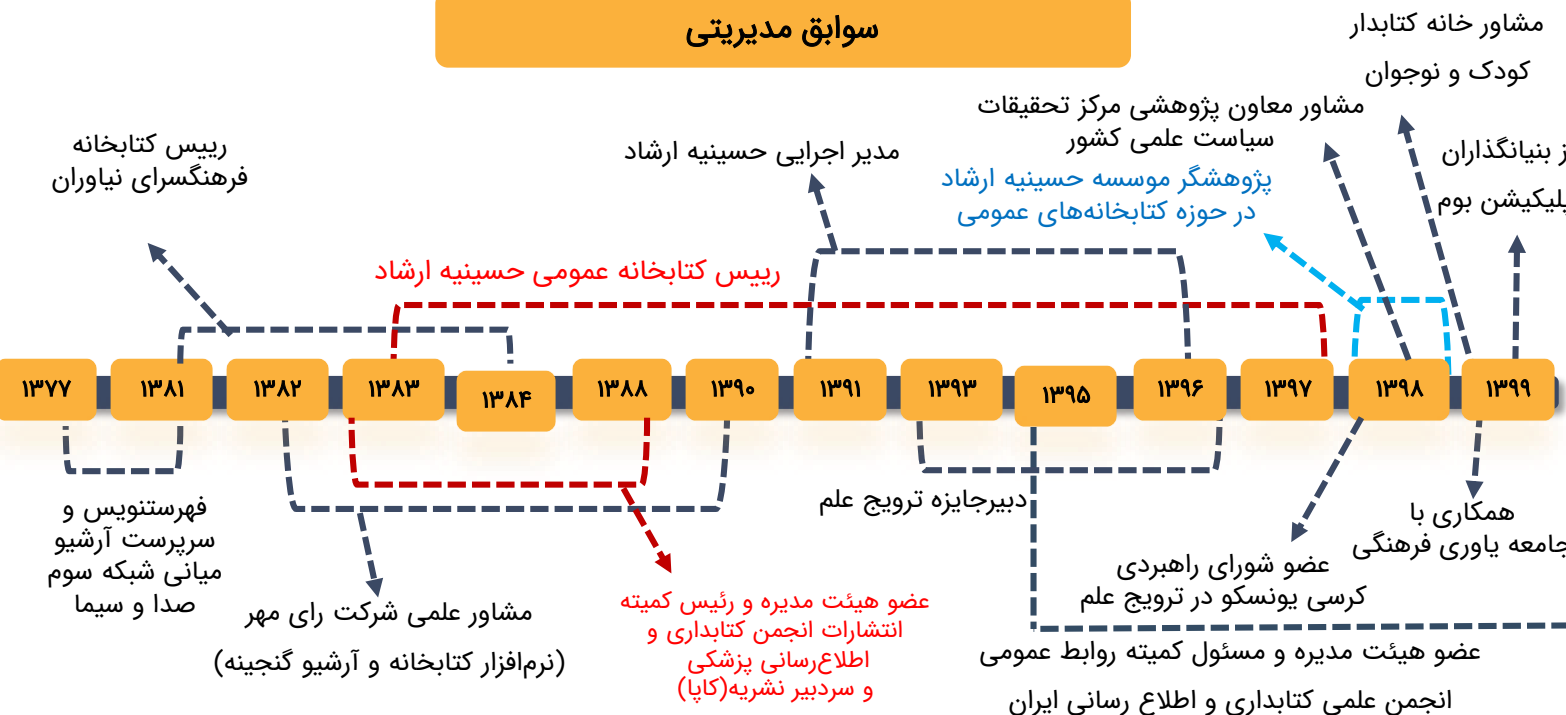 سوابق مدیریتی
مشاور خانه کتابدار
کودک و نوجوان
مشاور معاون پژوهشی مرکز تحقیقات
سیاست علمی کشور
ز بنیانگذاران
پلیکیشن بوم
پژوهشگر موسسه حسینیه ارشاد
در حوزه کتابخانه‌های عمومی
مدیر اجرایی حسینیه ارشاد
رییس کتابخانه
فرهنگسرای نیاوران
رییس کتابخانه عمومی حسینیه ارشاد
۱۳۷۷
۱۳۸۱
۱۳۸۲
۱۳۸۳
۱۳۸۴
۱۳۸۸
۱۳۹۰
۱۳۹۱
۱۳۹۳
۱۳۹۵
۱۳۹۶
۱۳۹۷
۱۳۹۸
۱۳۹۹
فهرستنویس و
سرپرست آرشیو
میانی شبکه سوم
صدا و سیما
مشاور علمی شرکت رای مهر
(نرم‌افزار کتابخانه و آرشیو گنجینه)
عضو هیئت مدیره و رئیس کمیته
انتشارات انجمن کتابداری و
اطلاع‌رسانی پزشکی
و سردبیر نشریه(کاپا)
دبیرجایزه ترویج علم
عضو شورای راهبردی
کرسی یونسکو در ترویج علم
همکاری با
جامعه یاوری فرهنگی
عضو هیئت مدیره و مسئول کمیته روابط عمومی
انجمن علمی کتابداری و اطلاع رسانی ایران